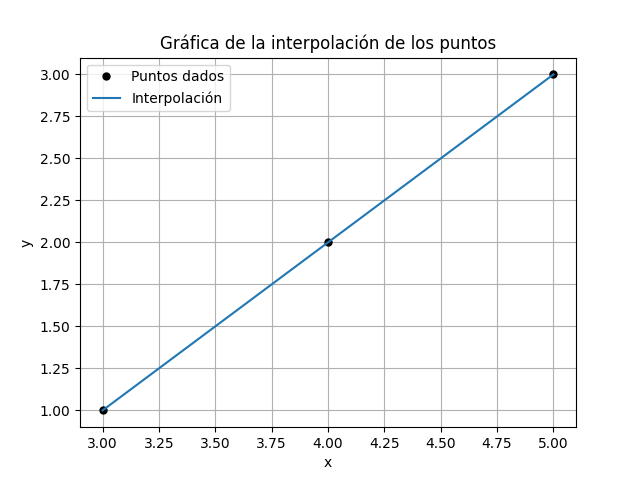 Gráfica de la interpolación de los puntos
Puntos dados
Interpolación
3.00
2.75
2.50
2.25
2.00
1.75
1.50
1.25
1.00
y
3.00 3.25 3.50 3.75 4.00 4.25 4.50 4.75 5.00
x